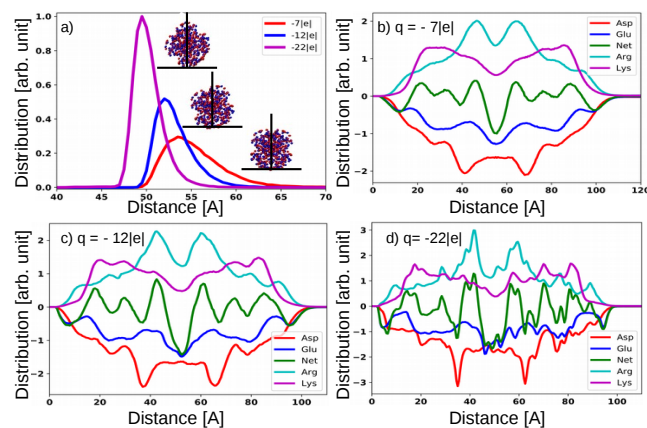 a)
-7|e|
-12|e|
-22|e|
Distribution [arb. unit]
1.0
0.8
0.6
0.4
0.2
0.0
40 45 50 55 60 65 70
Distance [A]
b) q = - 7|e|
Asp
Glu
Net
Arg
Lys
Distribution [arb. unit]
2
1
0
−1
−2
0 20 40 60 80 100 120
Distance [A]
c) q = - 12|e|
Distribution [arb. unit]
2
1
0
−1
−2
Asp
Glu
Net
Arg
Lys
0 20 40 60 80 100
Distance [A]
d) q= -22|e|
Distribution [arb. unit]
3
2
1
0
−1
−2
−3
Asp
Glu
Net
Arg
Lys
0 20 40 60 80 100
Distance [A]